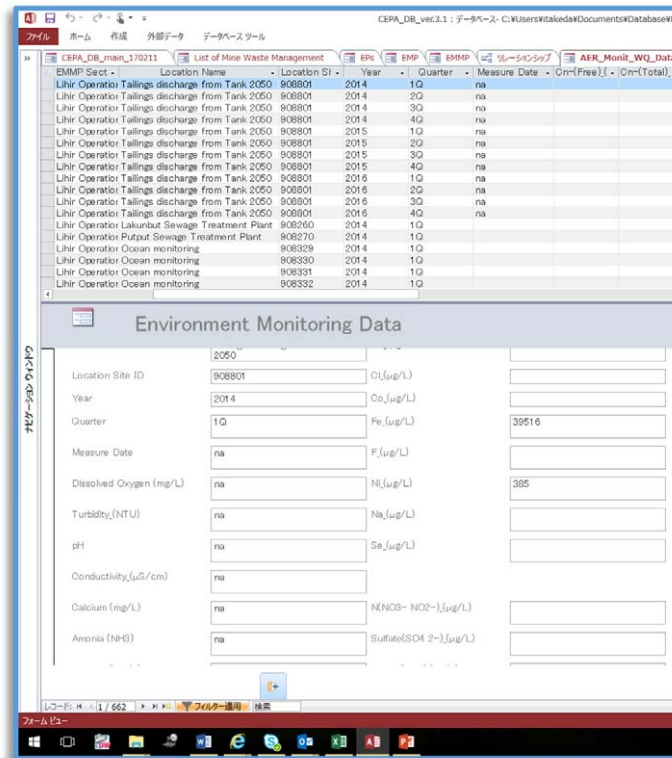 CEPA_DB_ver.3.1 : データベース- C:¥Users¥itakeda¥Documents¥Database¥
ファイル ホーム 作成 外部データ データベース ツール
CEPA_DB_main_170211 List of Mine Waste Management EPs EMP EMMP リレーションシップ AER_Monit_WQ_Data
EMMP Sect Location Name Location SI Year Quarter Measure Date Cn-(Free)_( Cn-(Total)_
Lihir Operatior Tailings discharge from Tank 2050 908801 2014 1Q na
Lihir Operatior Tailings discharge from Tank 2050 908801 2014 2Q na
Lihir Operatior Tailings discharge from Tank 2050 908801 2014 3Q na
Lihir Operatior Tailings discharge from Tank 2050 908801 2014 4Q na
Lihir Operatior Tailings discharge from Tank 2050 908801 2015 1Q na
Lihir Operatior Tailings discharge from Tank 2050 908801 2015 2Q na
Lihir Operatior Tailings discharge from Tank 2050 908801 2015 3Q na
Lihir Operatior Tailings discharge from Tank 2050 908801 2015 4Q na
Lihir Operatior Tailings discharge from Tank 2050 908801 2016 1Q na
Lihir Operatior Tailings discharge from Tank 2050 908801 2016 2Q na
Lihir Operatior Tailings discharge from Tank 2050 908801 2016 3Q na
Lihir Operatior Tailings discharge from Tank 2050 908801 2016 4Q na
Lihir Operatior Lakunbut Sewage Treatment Plant 908260 2014 1Q
Lihir Operatior Putput Sewage Treatment Plant 908270 2014 1Q
Lihir Operatior Ocean monitoring 908329 2014 1Q
Lihir Operatior Ocean monitoring 908330 2014 1Q
Lihir Operatior Ocean monitoring 908331 2014 1Q
Lihir Operatior Ocean monitoring 908332 2014 1Q
ナビゲーション ウィンドウ
Environment Monitoring Data
2050
Location Site ID 908801 Cl_(µg/L)
Year 2014 Co_(µg/L)
Quarter 1Q Fe_(µg/L) 39516
Measure Date na F_(µg/L)
Dissolved Oxygen (mg/L) na Ni_(µg/L) 385
Turbidity_(NTU) na Na_(µg/L)
pH na Se_(µg/L)
Conductivity_(µS/cm) na
Calcium (mg/L) na N(NO3- NO2-)_(µg/L)
Amonia (NH3) na Sulfate(SO4 2-)_(µg/L)
レコード: 1 / 662 フィルター適用 検索
フォーム ビュー